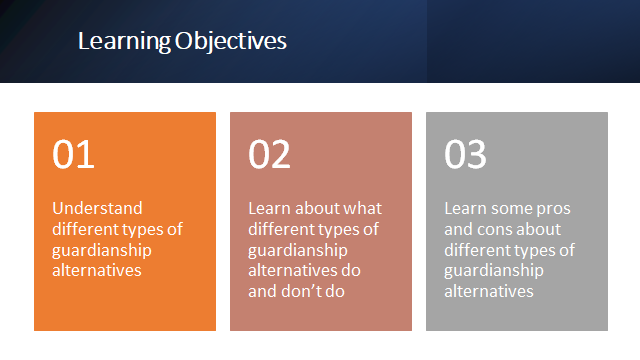 Learning Objectives
01
Understand
different types of
guardianship
alternatives
02
Learn about what
different types of
guardianship
alternatives do
and don’t do
03
Learn some pros
and cons about
different types of
guardianship
alternatives